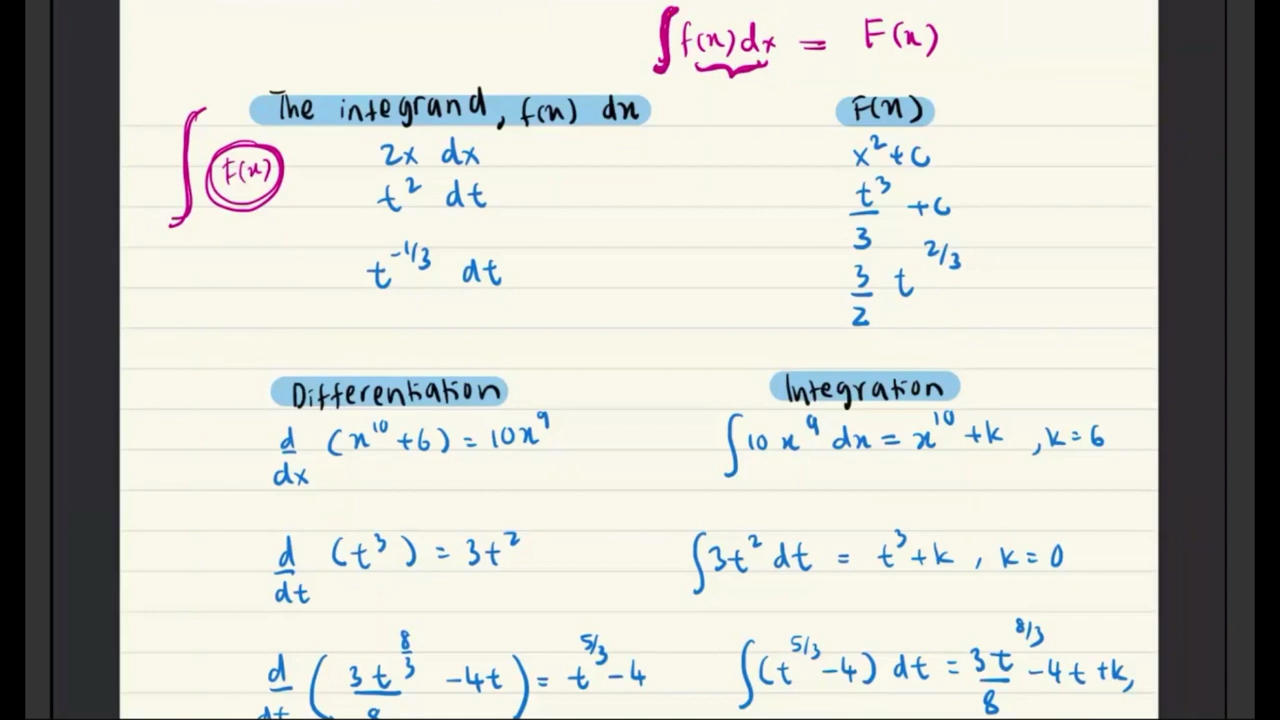 ∫f(x)dx = F(x)
The integrand, f(x) dx F(x)
∫ F(x)
2x dx x² + C
t² dt t³/3 + C
t^(-1/3) dt 3/2 t^(2/3)
Differentiation Integration
d/dx (x¹⁰ + 6) = 10x⁹ ∫10x⁹ dx = x¹⁰ + k , k = 6
d/dt (t³) = 3t² ∫3t² dt = t³ + k , k = 0
d/dt (3t^(8/3)/8 - 4t) = t^(5/3) - 4 ∫(t^(5/3) - 4) dt = 3t^(8/3)/8 - 4t + k,